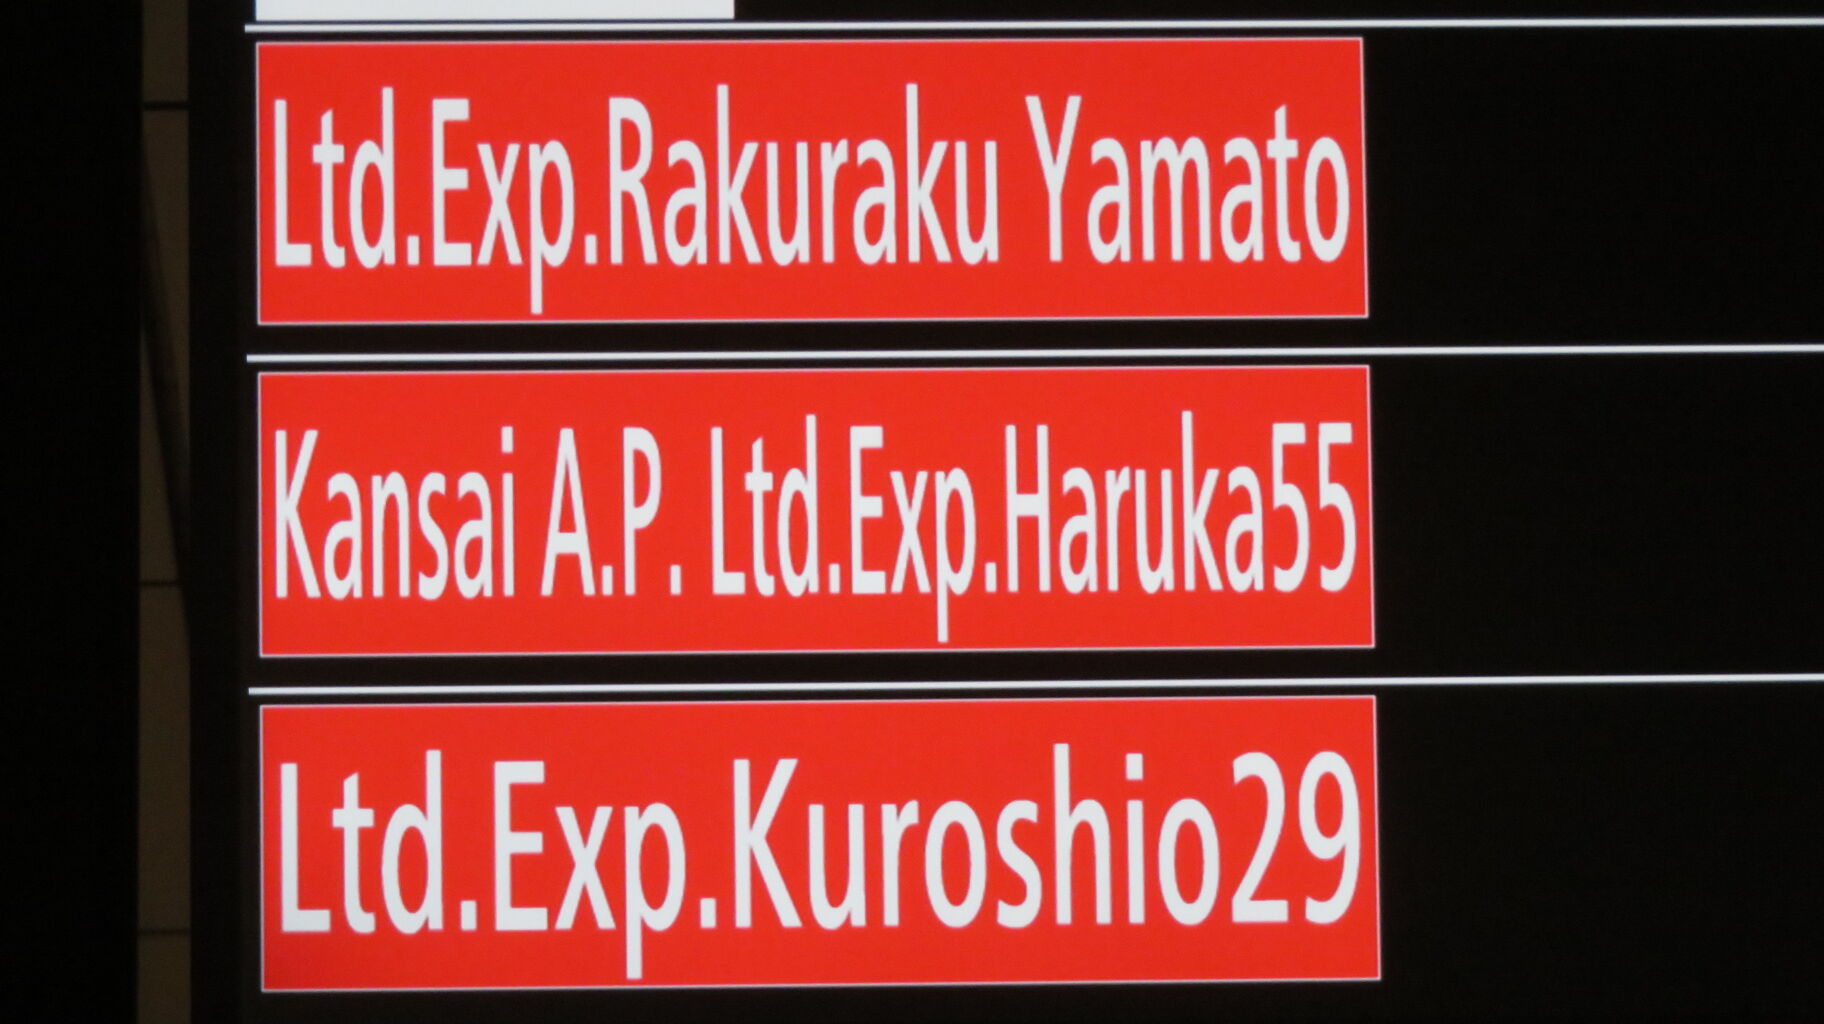 Ltd.Exp.Rakuraku Yamato
Kansai A.P. Ltd.Exp.Haruka55
Ltd.Exp.Kuroshio29